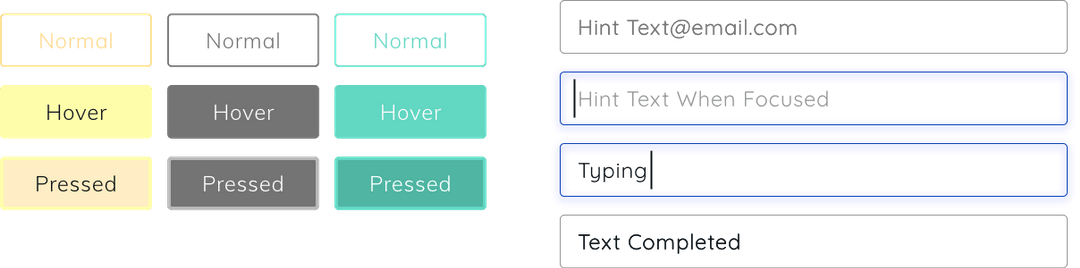 Normal
Normal
Normal
Hover
Hover
Hover
Pressed
Pressed
Pressed
Hint Text@email.com
Hint Text When Focused
Typing
Text Completed